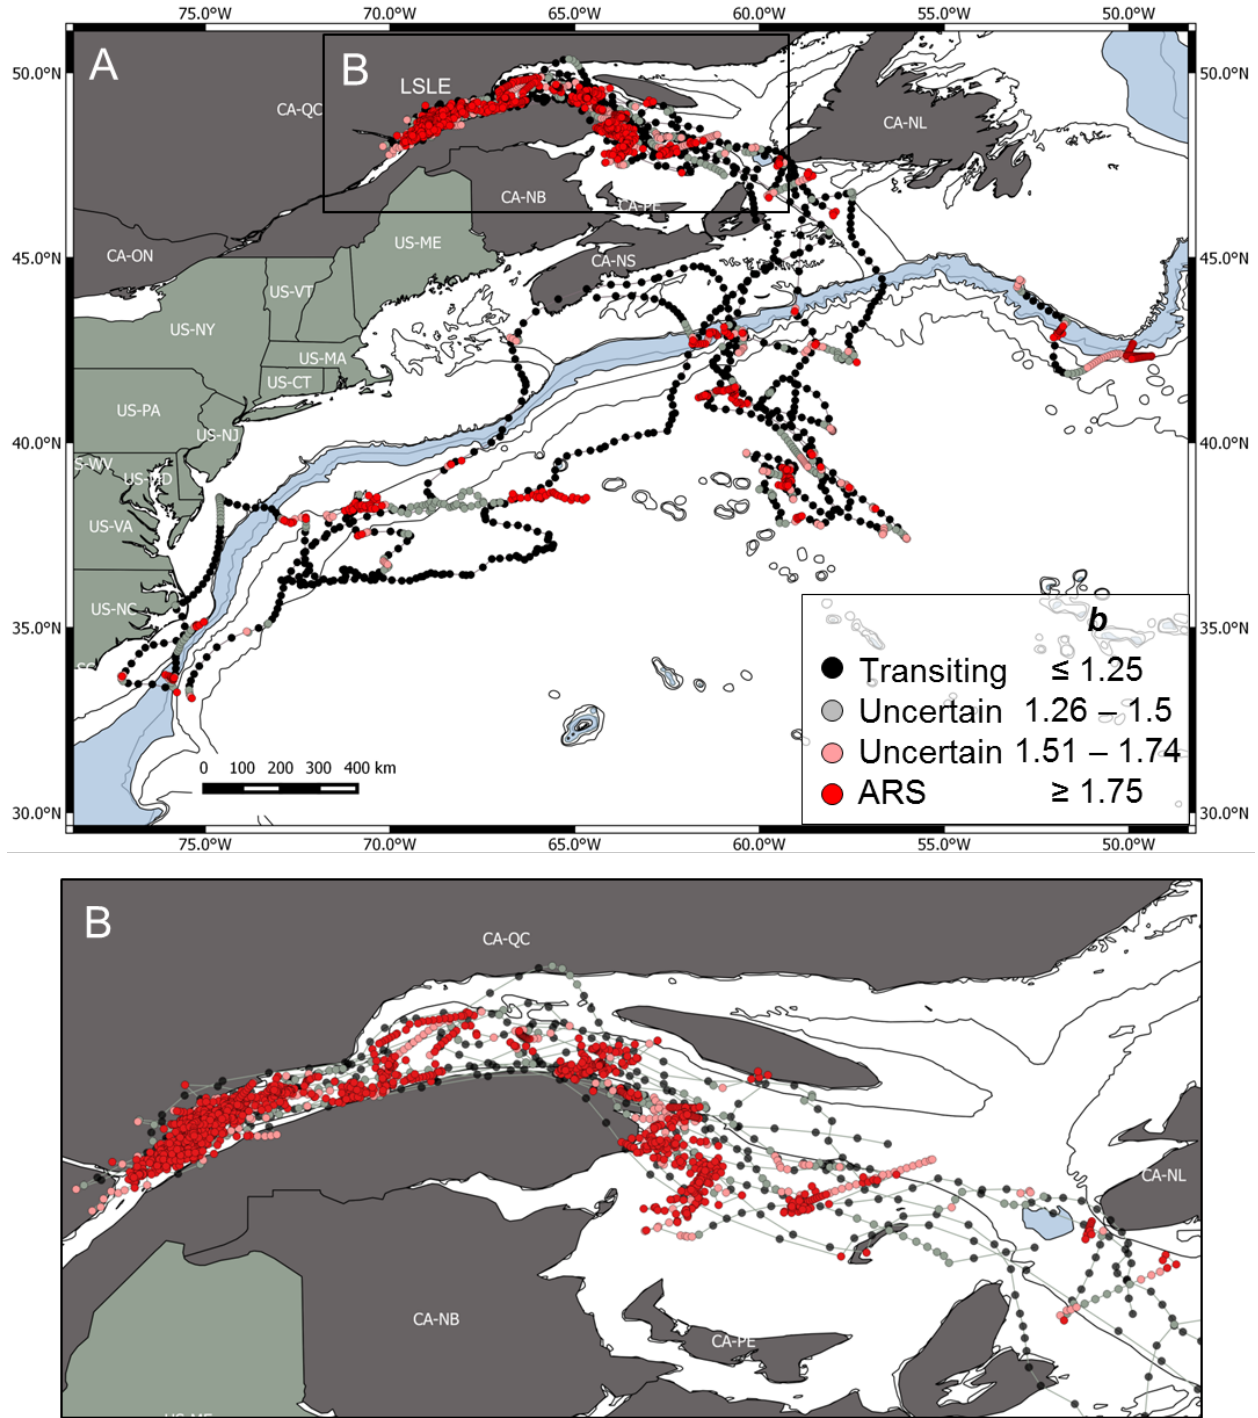 75.0°W 70.0°W 65.0°W 60.0°W 55.0°W 50.0°W
A
B
50.0°N 50.0°N
LSLE
CA-QC
CA-NL
CA-NB
CA-PE
US-ME
CA-ON
CA-NS
45.0°N 45.0°N
US-VT
US-NY
US-MA
US-CT
US-PA
US-NJ
40.0°N 40.0°N
S-WV
US-MD
US-VA
US-NC
35.0°N 35.0°N
SC
b
Transiting ≤ 1.25
Uncertain 1.26 – 1.5
Uncertain 1.51 – 1.74
ARS ≥ 1.75
0 100 200 300 400 km
30.0°N 30.0°N
75.0°W 70.0°W 65.0°W 60.0°W 55.0°W 50.0°W
B
CA-QC
CA-NL
CA-NB
CA-PE
US-ME